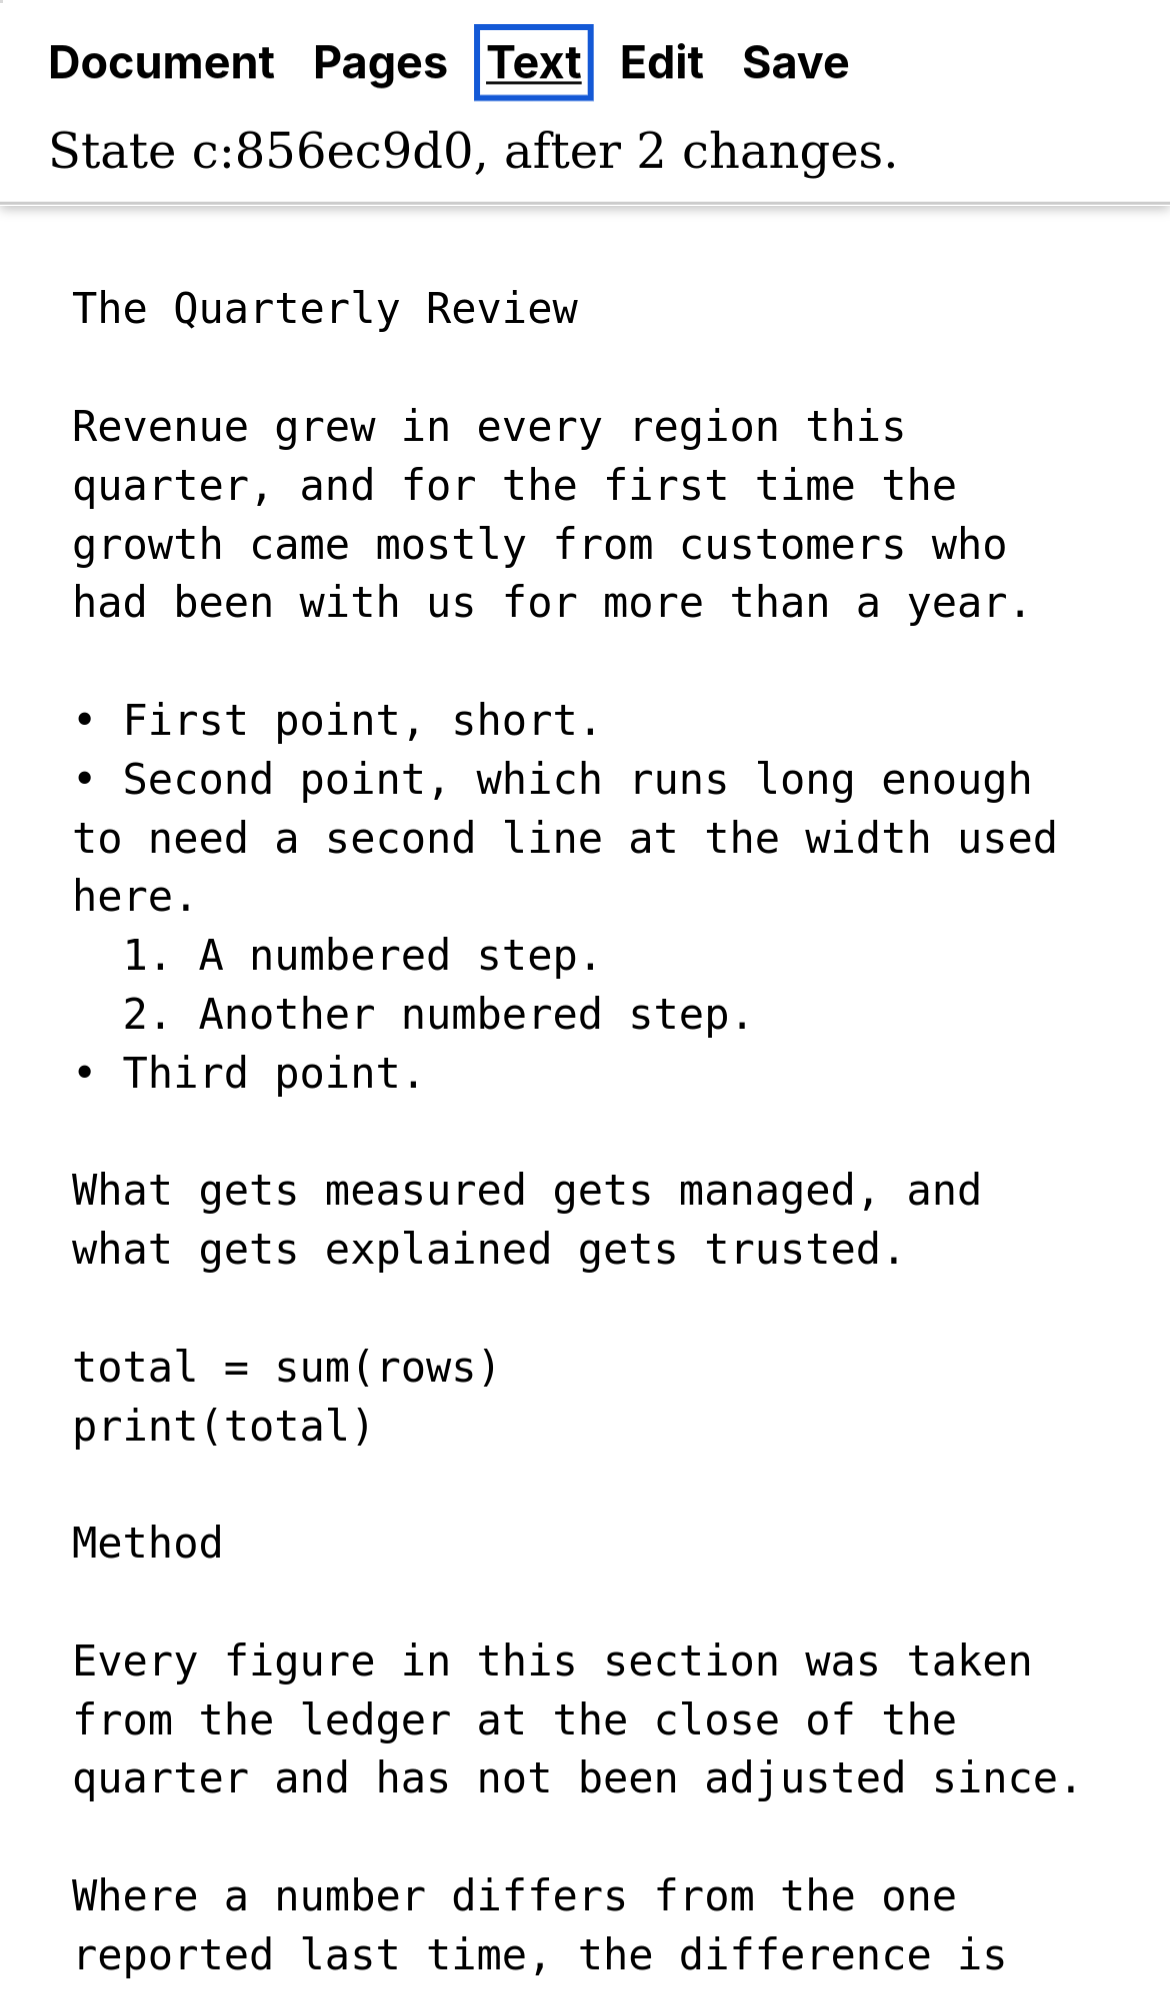 Document Pages Text Edit Save
State c:856ec9d0, after 2 changes.
The Quarterly Review
Revenue grew in every region this
quarter, and for the first time the
growth came mostly from customers who
had been with us for more than a year.
• First point, short.
• Second point, which runs long enough
to need a second line at the width used
here.
1. A numbered step.
2. Another numbered step.
• Third point.
What gets measured gets managed, and
what gets explained gets trusted.
total = sum(rows)
print(total)
Method
Every figure in this section was taken
from the ledger at the close of the
quarter and has not been adjusted since.
Where a number differs from the one
reported last time, the difference is